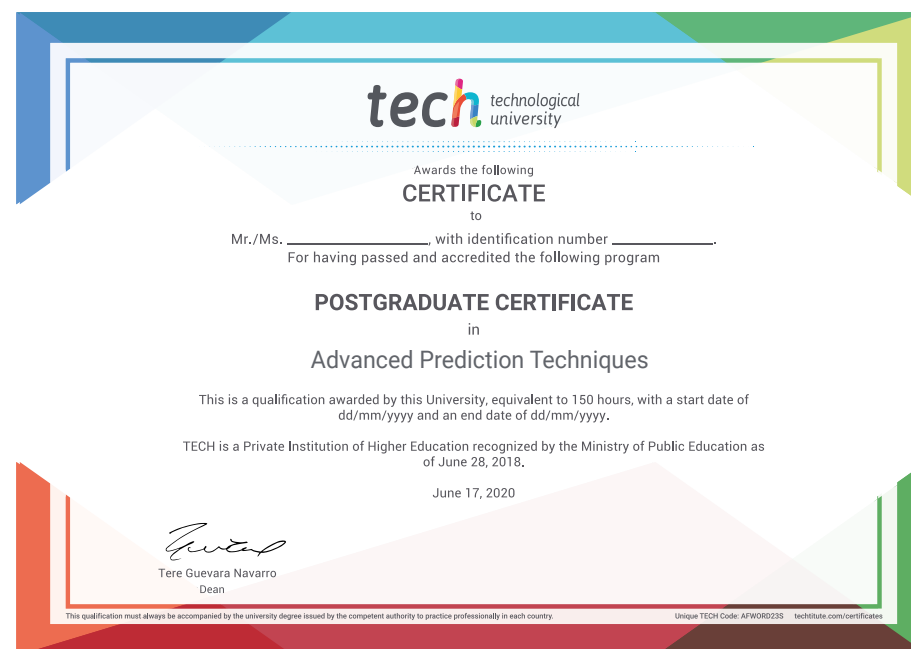 tech technological
university
Awards the following
CERTIFICATE
to
Mr./Ms. ____________________, with identification number ______________.
For having passed and accredited the following program
POSTGRADUATE CERTIFICATE
in
Advanced Prediction Techniques
This is a qualification awarded by this University, equivalent to 150 hours, with a start date of
dd/mm/yyyy and an end date of dd/mm/yyyy.
TECH is a Private Institution of Higher Education recognized by the Ministry of Public Education as
of June 28, 2018.
June 17, 2020
Tere Guevara Navarro
Dean
This qualification must always be accompanied by the university degree issued by the competent authority to practice professionally in each country. Unique TECH Code: AFWORD23S techtitute.com/certificates